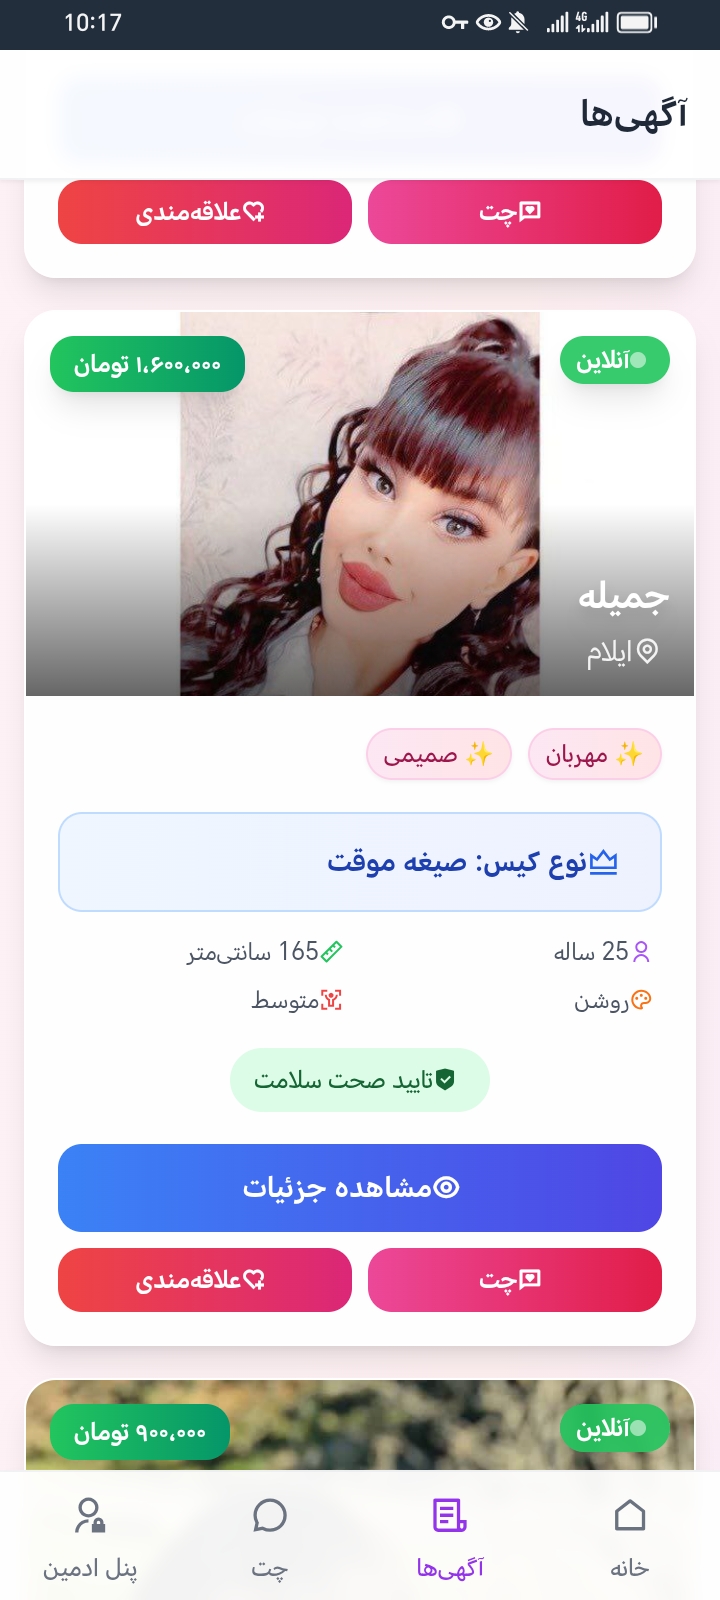 10:17
4G
آگهی‌ها
چت
علاقه‌مندی
آنلاین
۱،۶۰۰،۰۰۰ تومان
جمیله
ایلام
✨ مهربان
✨ صمیمی
نوع کیس: صیغه موقت
25 ساله
165 سانتی‌متر
روشن
متوسط
تایید صحت سلامت
مشاهده جزئیات
چت
علاقه‌مندی
آنلاین
۹۰۰،۰۰۰ تومان
خانه
آگهی‌ها
چت
پنل ادمین